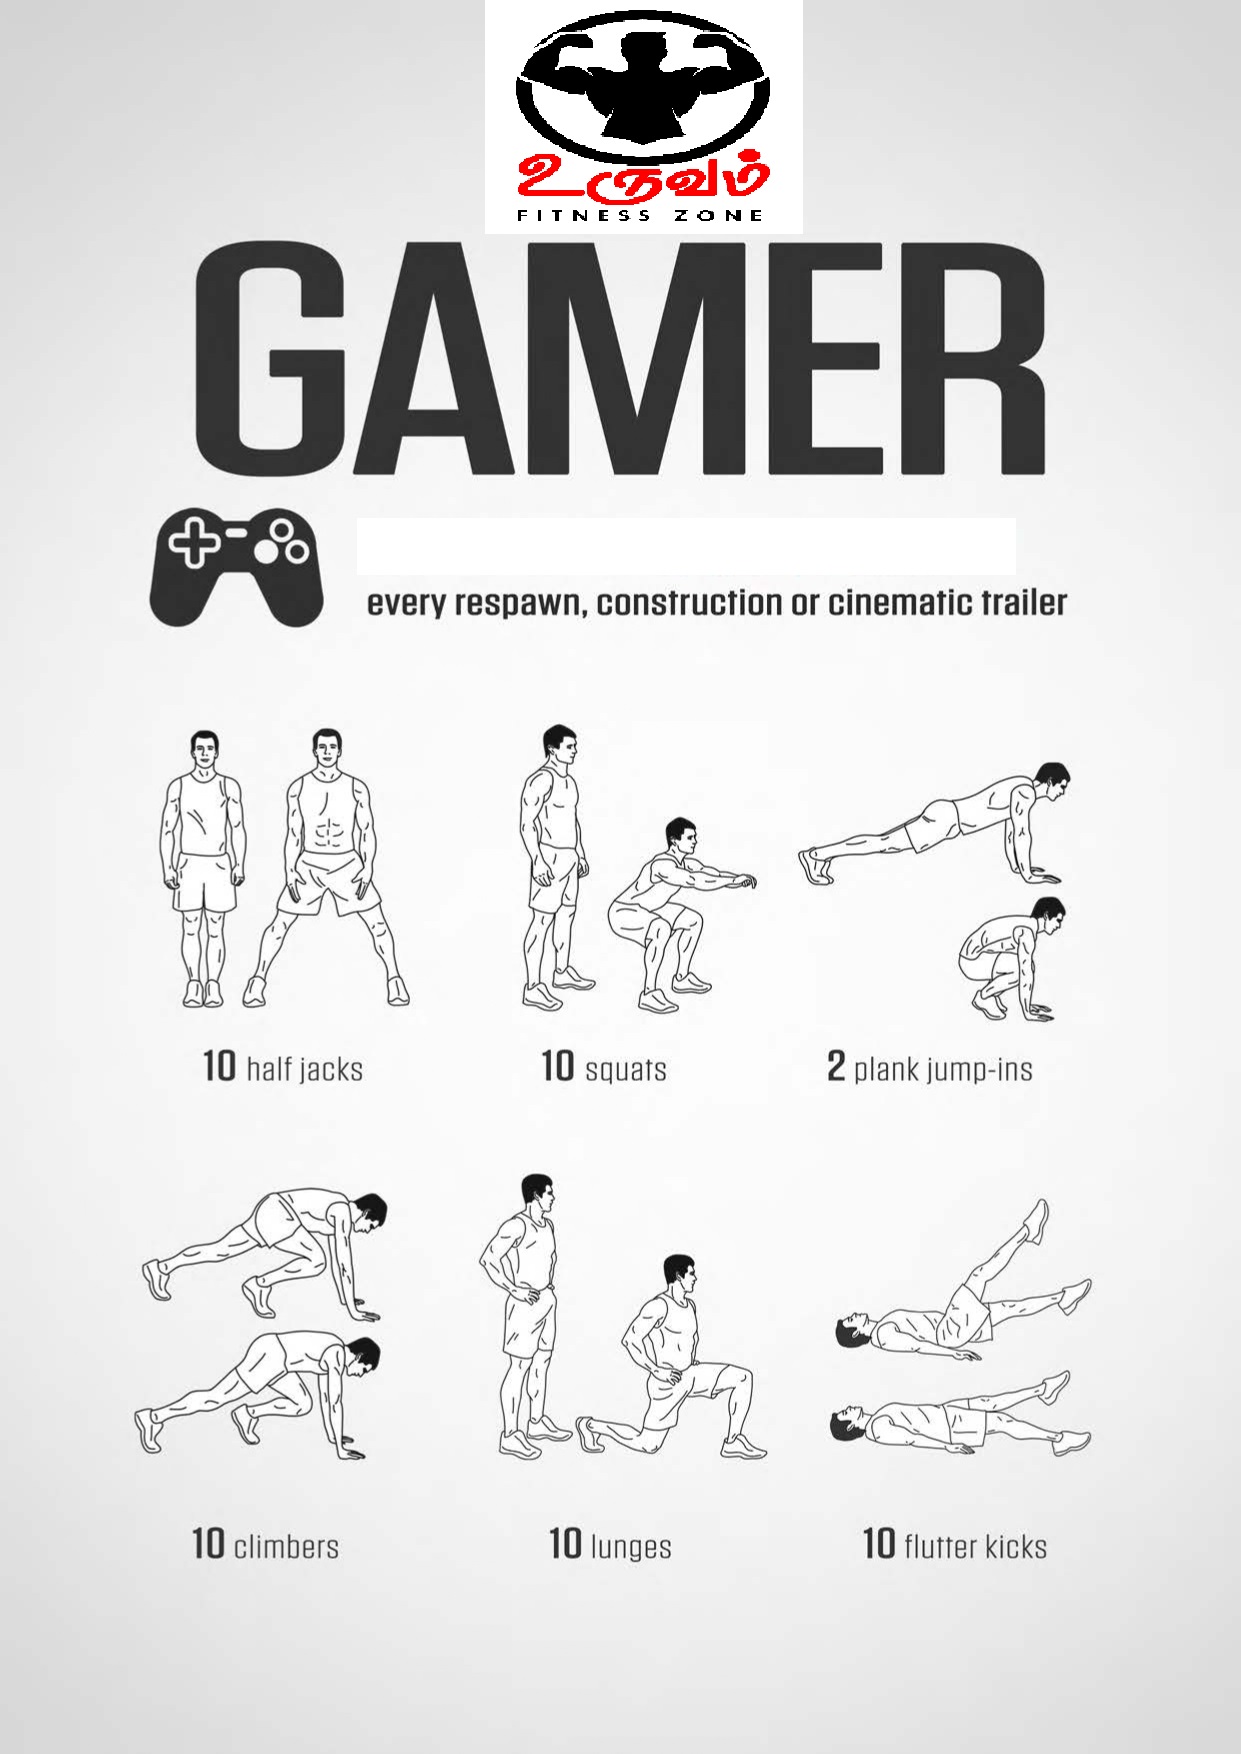 உருவம்
FITNESS ZONE
GAMER
every respawn, construction or cinematic trailer
10 half jacks
10 squats
2 plank jump-ins
10 climbers
10 lunges
10 flutter kicks